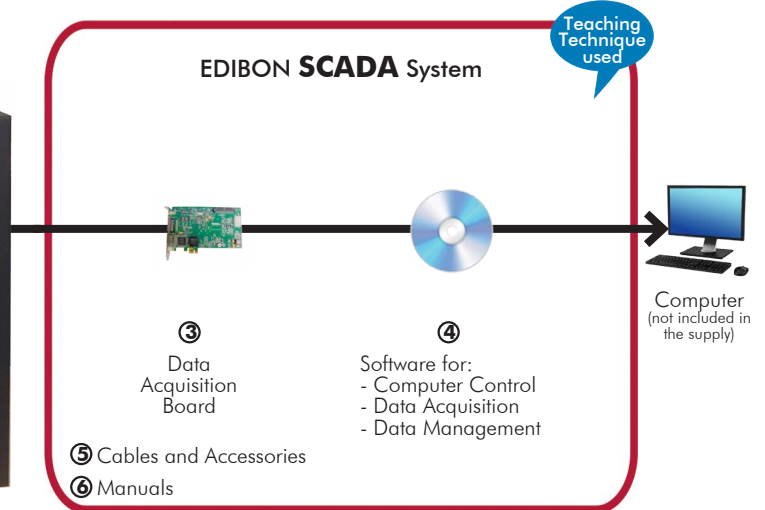 Teaching
Technique
used
EDIBON SCADA System
③
Data
Acquisition
Board
④
Software for:
- Computer Control
- Data Acquisition
- Data Management
Computer
(not included in
the supply)
⑤ Cables and Accessories
⑥ Manuals